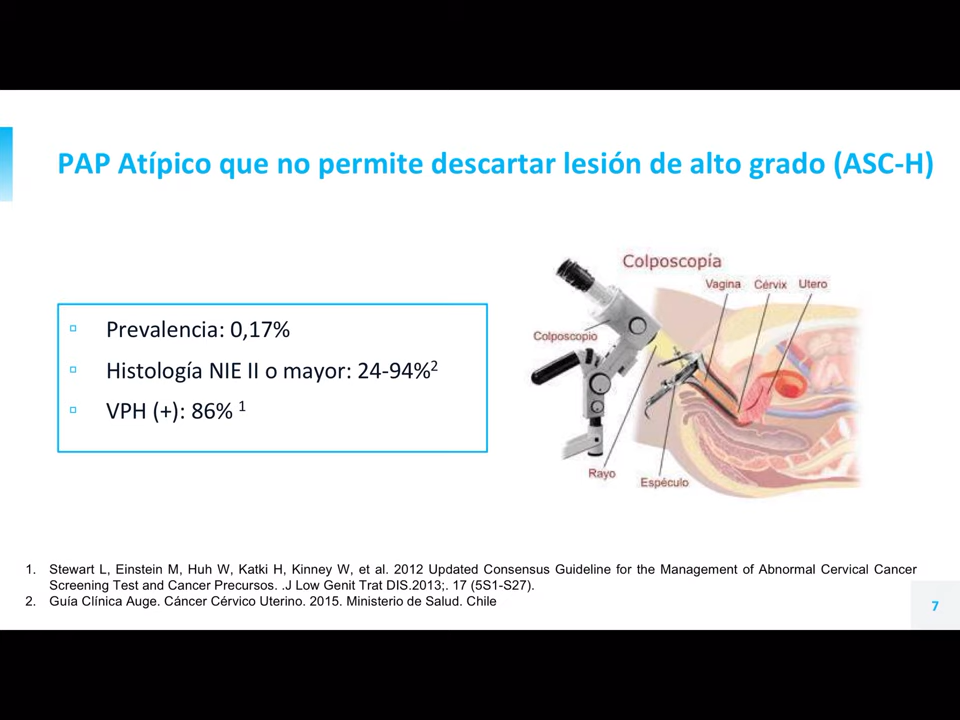 PAP Atípico que no permite descartar lesión de alto grado (ASC-H)
▫ Prevalencia: 0,17%
▫ Histología NIE II o mayor: 24-94%²
▫ VPH (+): 86% ¹
Colposcopía
Vagina Cérvix Utero
Colposcopio
Rayo
Espéculo
1. Stewart L, Einstein M, Huh W, Katki H, Kinney W, et al. 2012 Updated Consensus Guideline for the Management of Abnormal Cervical Cancer
Screening Test and Cancer Precursos. .J Low Genit Trat DIS.2013;. 17 (5S1-S27).
2. Guía Clínica Auge. Cáncer Cérvico Uterino. 2015. Ministerio de Salud. Chile
7